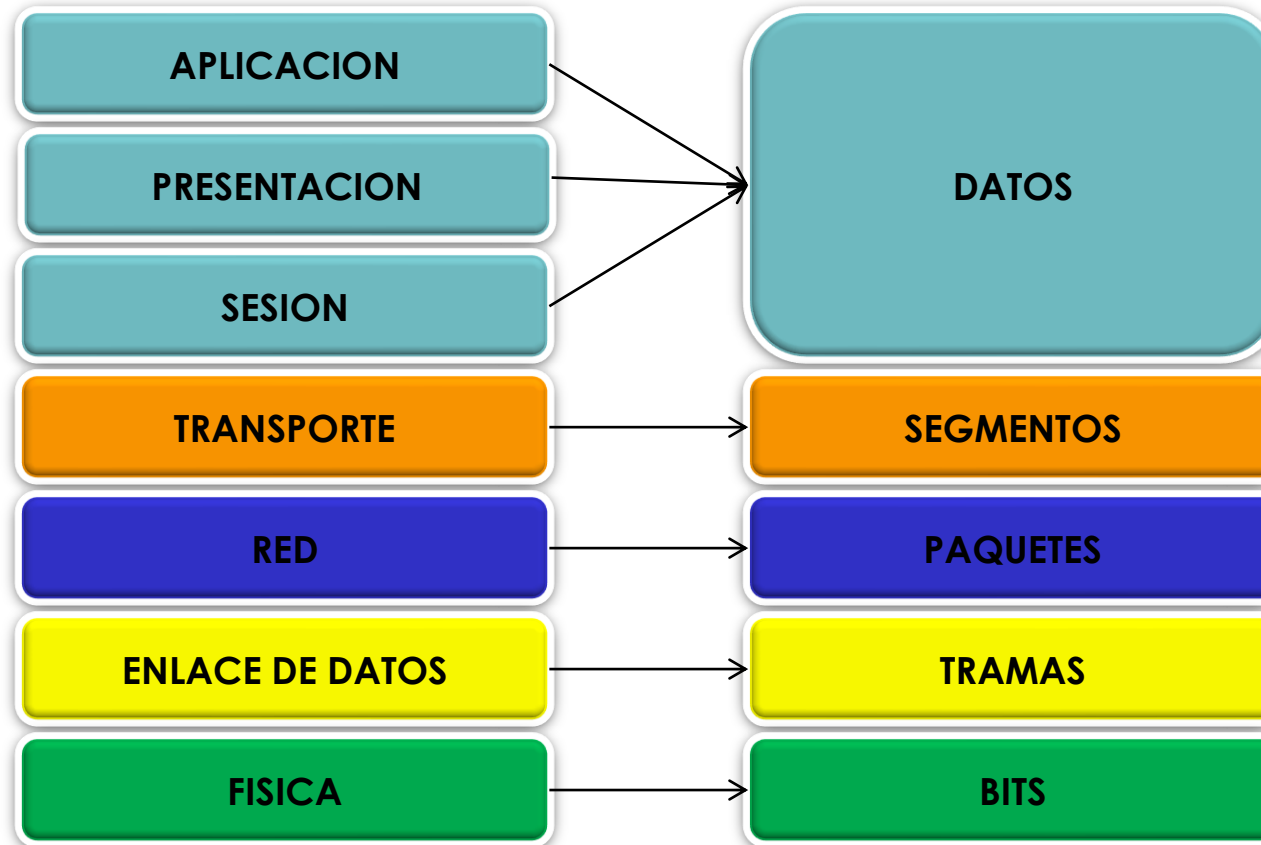 APLICACION
PRESENTACION
SESION
DATOS
TRANSPORTE
SEGMENTOS
RED
PAQUETES
ENLACE DE DATOS
TRAMAS
FISICA
BITS